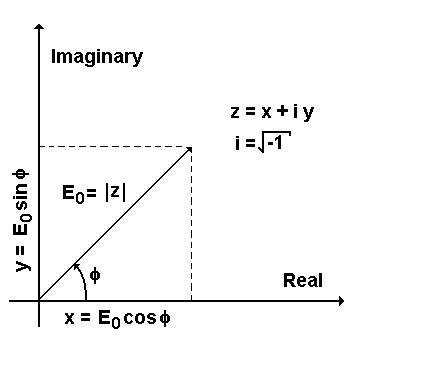 Imaginary
z = x + i y
i = √-1
E₀ = |z|
y = E₀ sin ϕ
ϕ
Real
x = E₀ cos ϕ